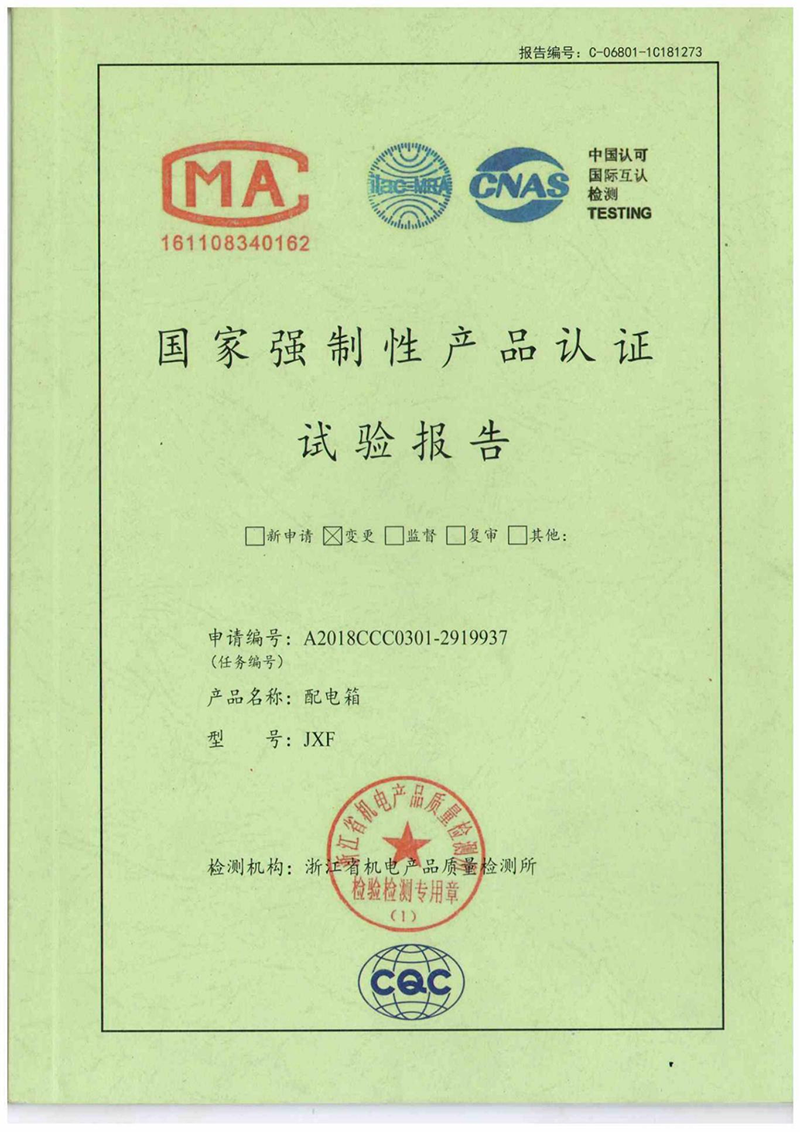 报告编号：C-06801-1C181273
MA
161108340162
ilac-MRA
CNAS
中国认可
国际互认
检测
TESTING
国家强制性产品认证
试验报告
新申请 变更 监督 复审 其他：
申请编号：A2018CCC0301-2919937
（任务编号）
产品名称：配电箱
型 号：JXF
浙江省机电产品质量检测所
检测机构：浙江省机电产品质量检测所
检验检测专用章
（1）
CQC